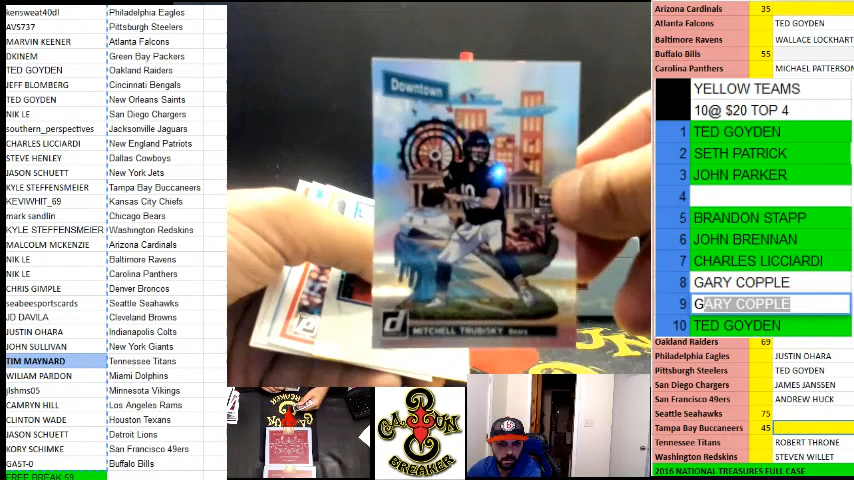 kensweat40dl Philadelphia Eagles
AVS737 Pittsburgh Steelers
MARVIN KEENER Atlanta Falcons
DKINEM Green Bay Packers
TED GOYDEN Oakland Raiders
JEFF BLOMBERG Cincinnati Bengals
TED GOYDEN New Orleans Saints
NIK LE San Diego Chargers
southern_perspectives Jacksonville Jaguars
CHARLES LICCIARDI New England Patriots
STEVE HENLEY Dallas Cowboys
JASON SCHUETT New York Jets
KYLE STEFFENSMEIER Tampa Bay Buccaneers
KEVIWHIT_69 Kansas City Chiefs
mark sandlin Chicago Bears
KYLE STEFFENSMEIER Washington Redskins
MALCOLM MCKENZIE Arizona Cardinals
NIK LE Baltimore Ravens
NIK LE Carolina Panthers
CHRIS GIMPLE Denver Broncos
seabeesportscards Seattle Seahawks
JD DAVILA Cleveland Browns
JUSTIN OHARA Indianapolis Colts
JOHN SULLIVAN New York Giants
TIM MAYNARD Tennessee Titans
WILIAM PARDON Miami Dolphins
jlshms05 Minnesota Vikings
CAMRYN HILL Los Angeles Rams
CLINTON WADE Houston Texans
JASON SCHUETT Detroit Lions
KORY SCHIMKE San Francisco 49ers
GAST-0 Buffalo Bills
FREE BREAK 59
Downtown
MITCHELL TRUBISKY Bears
CAJUN
BREAKER
Arizona Cardinals 35
Atlanta Falcons TED GOYDEN
Baltimore Ravens WALLACE LOCKHART
Buffalo Bills 55
Carolina Panthers MICHAEL PATTERSON
YELLOW TEAMS
10@ $20 TOP 4
1 TED GOYDEN
2 SETH PATRICK
3 JOHN PARKER
4
5 BRANDON STAPP
6 JOHN BRENNAN
7 CHARLES LICCIARDI
8 GARY COPPLE
9 GARY COPPLE
10 TED GOYDEN
Oakland Raiders 69
Philadelphia Eagles JUSTIN OHARA
Pittsburgh Steelers TED GOYDEN
San Diego Chargers JAMES JANSSEN
San Francisco 49ers ANDREW HUCK
Seattle Seahawks 75
Tampa Bay Buccaneers 45
Tennessee Titans ROBERT THRONE
Washington Redskins STEVEN WILLET
2016 NATIONAL TREASURES FULL CASE